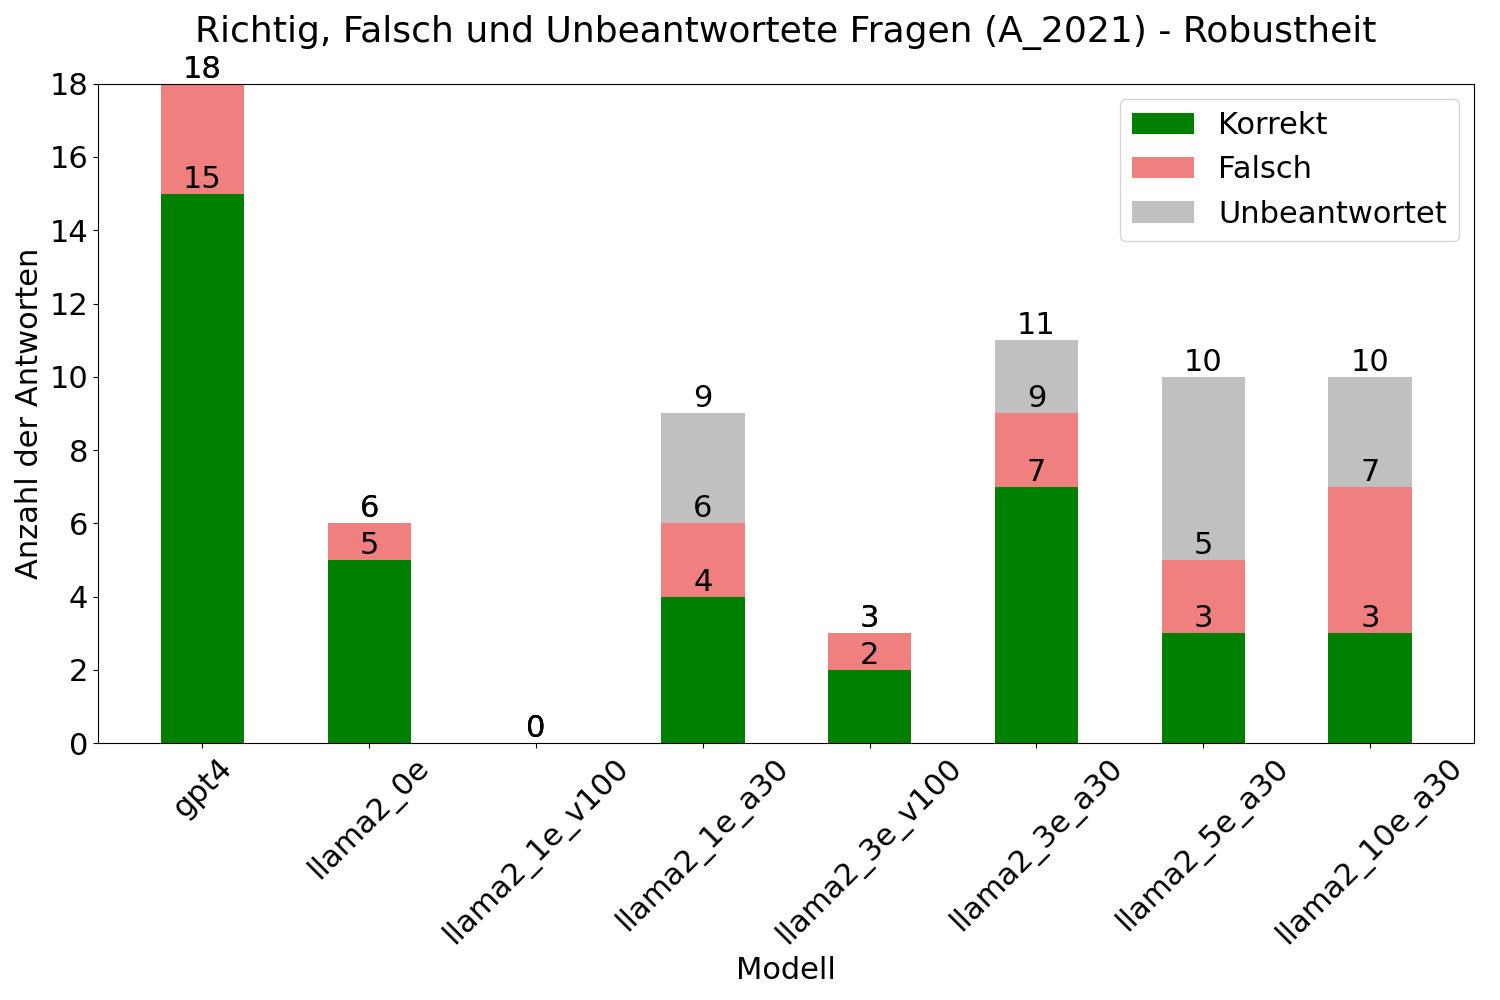 Richtig, Falsch und Unbeantwortete Fragen (A_2021) - Robustheit
Korrekt
Falsch
Unbeantwortet
Anzahl der Antworten
18
16
14
12
10
8
6
4
2
0
18
15
6
5
0
9
6
4
3
2
11
9
7
10
5
3
10
7
3
gpt4
llama2_0e
llama2_1e_v100
llama2_1e_a30
llama2_3e_v100
llama2_3e_a30
llama2_5e_a30
llama2_10e_a30
Modell